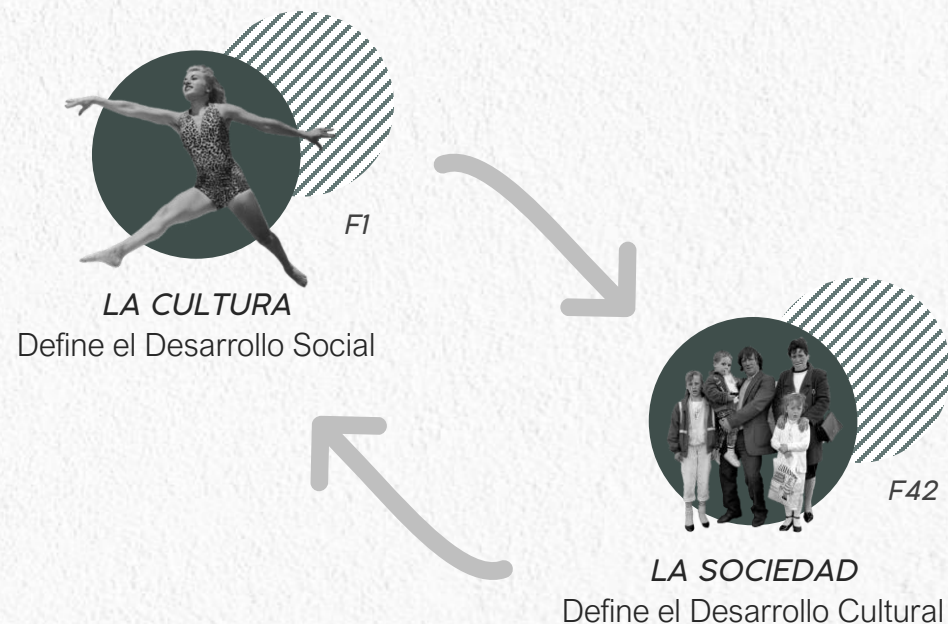 F1
LA CULTURA
Define el Desarrollo Social
F42
LA SOCIEDAD
Define el Desarrollo Cultural